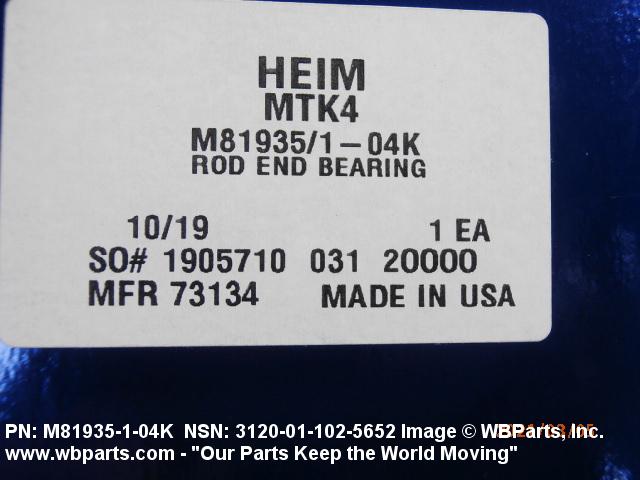 HEIM
MTK4
M81935/1-04K
ROD END BEARING
10/19 1 EA
SO# 1905710 031 20000
MFR 73134 MADE IN USA
PN: M81935-1-04K NSN: 3120-01-102-5652 Image © WBParts, Inc.
www.wbparts.com - "Our Parts Keep the World Moving"